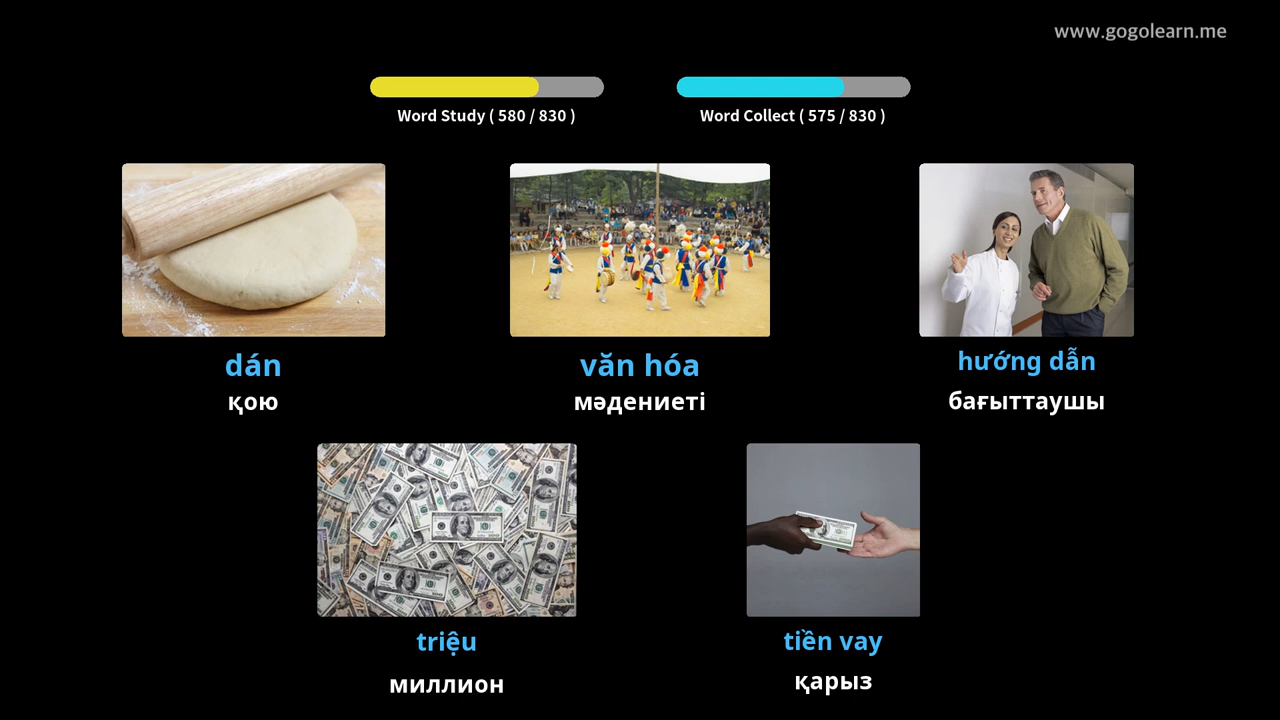 www.gogolearn.me
Word Study ( 580 / 830 )
Word Collect ( 575 / 830 )
dán
văn hóa
hướng dẫn
қою
мәдениеті
бағыттаушы
triệu
tiền vay
миллион
қарыз